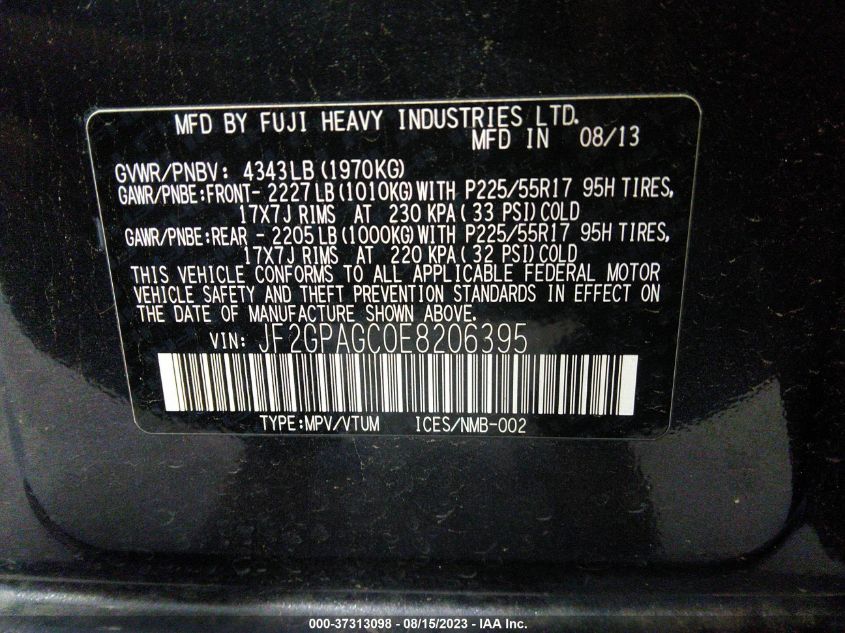 MFD BY FUJI HEAVY INDUSTRIES LTD.
MFD IN 08/13
GVWR/PNBV: 4343LB(1970KG)
GAWR/PNBE:FRONT- 2227LB(1010KG)WITH P225/55R17 95H TIRES,
17X7J RIMS AT 230 KPA( 33 PSI)COLD
GAWR/PNBE:REAR - 2205LB(1000KG)WITH P225/55R17 95H TIRES,
17X7J RIMS AT 220 KPA( 32 PSI)COLD
THIS VEHICLE CONFORMS TO ALL APPLICABLE FEDERAL MOTOR
VEHICLE SAFETY AND THEFT PREVENTION STANDARDS IN EFFECT ON
THE DATE OF MANUFACTURE SHOWN ABOVE.
VIN: JF2GPAGC0E8206395
TYPE:MPV/VTUM ICES/NMB-002
000-37313098 - 08/15/2023 - IAA Inc.